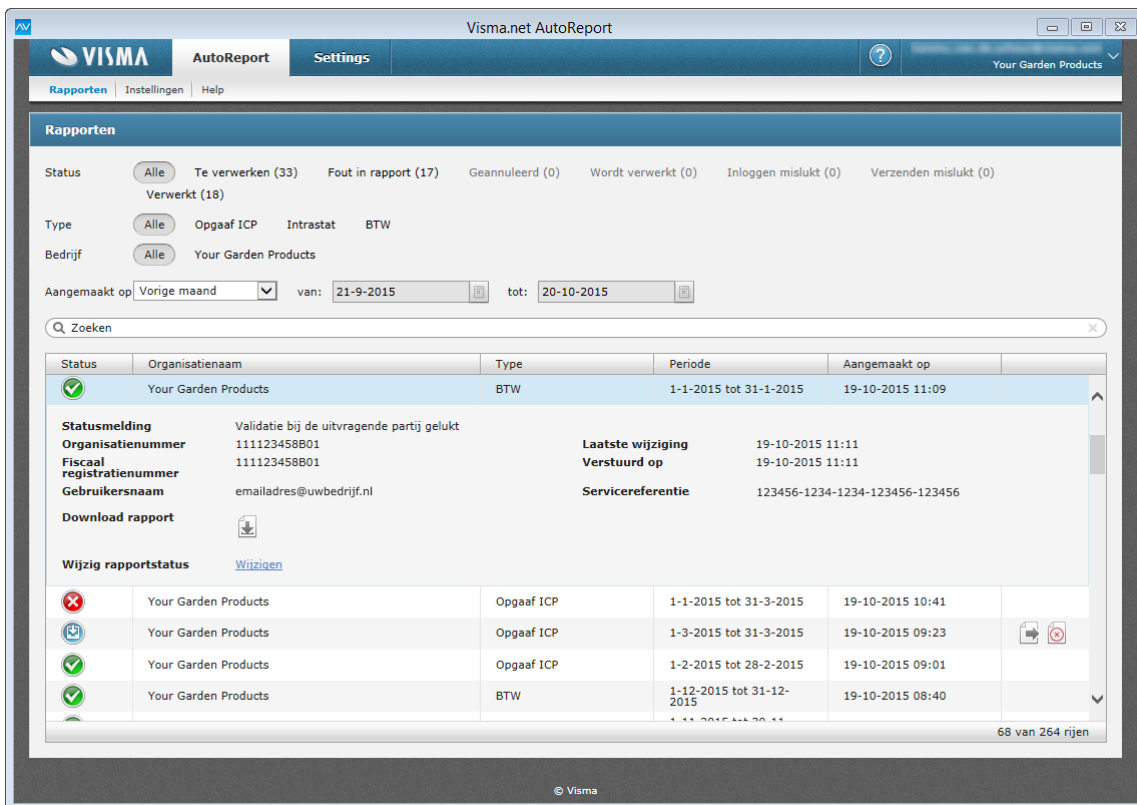 Visma.net AutoReport
VISMA AutoReport Settings ?
Your Garden Products
Rapporten Instellingen Help
Rapporten
Status Alle Te verwerken (33) Fout in rapport (17) Geannuleerd (0) Wordt verwerkt (0) Inloggen mislukt (0) Verzenden mislukt (0)
Verwerkt (18)
Type Alle Opgaaf ICP Intrastat BTW
Bedrijf Alle Your Garden Products
Aangemaakt op Vorige maand van: 21-9-2015 tot: 20-10-2015
Zoeken
Status Organisatienaam Type Periode Aangemaakt op
Your Garden Products BTW 1-1-2015 tot 31-1-2015 19-10-2015 11:09
Statusmelding Validatie bij de uitvragende partij gelukt
Organisatienummer 111123458B01 Laatste wijziging 19-10-2015 11:11
Fiscaal registratienummer 111123458B01 Verstuurd op 19-10-2015 11:11
Gebruikersnaam emailadres@uwbedrijf.nl Servicereferentie 123456-1234-1234-123456-123456
Download rapport
Wijzig rapportstatus Wijzigen
Your Garden Products Opgaaf ICP 1-1-2015 tot 31-3-2015 19-10-2015 10:41
Your Garden Products Opgaaf ICP 1-3-2015 tot 31-3-2015 19-10-2015 09:23
Your Garden Products Opgaaf ICP 1-2-2015 tot 28-2-2015 19-10-2015 09:01
Your Garden Products BTW 1-12-2015 tot 31-12-2015 19-10-2015 08:40
68 van 264 rijen
© Visma